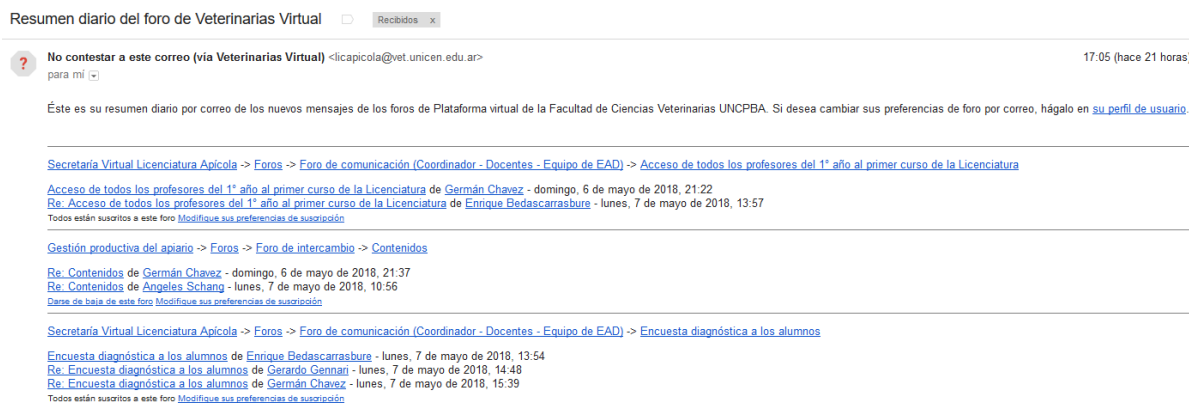 Resumen diario del foro de Veterinarias Virtual Recibidos x
No contestar a este correo (vía Veterinarias Virtual) <licapicola@vet.unicen.edu.ar> 17:05 (hace 21 horas)
para mí
Éste es su resumen diario por correo de los nuevos mensajes de los foros de Plataforma virtual de la Facultad de Ciencias Veterinarias UNCPBA. Si desea cambiar sus preferencias de foro por correo, hágalo en su perfil de usuario.
Secretaría Virtual Licenciatura Apícola -> Foros -> Foro de comunicación (Coordinador - Docentes - Equipo de EAD) -> Acceso de todos los profesores del 1° año al primer curso de la Licenciatura
Acceso de todos los profesores del 1° año al primer curso de la Licenciatura de Germán Chavez - domingo, 6 de mayo de 2018, 21:22
Re: Acceso de todos los profesores del 1° año al primer curso de la Licenciatura de Enrique Bedascarrasbure - lunes, 7 de mayo de 2018, 13:57
Todos están suscritos a este foro Modifique sus preferencias de suscripción
Gestión productiva del apiario -> Foros -> Foro de intercambio -> Contenidos
Re: Contenidos de Germán Chavez - domingo, 6 de mayo de 2018, 21:37
Re: Contenidos de Angeles Schang - lunes, 7 de mayo de 2018, 10:56
Darse de baja de este foro Modifique sus preferencias de suscripción
Secretaría Virtual Licenciatura Apícola -> Foros -> Foro de comunicación (Coordinador - Docentes - Equipo de EAD) -> Encuesta diagnóstica a los alumnos
Encuesta diagnóstica a los alumnos de Enrique Bedascarrasbure - lunes, 7 de mayo de 2018, 13:54
Re: Encuesta diagnóstica a los alumnos de Gerardo Gennari - lunes, 7 de mayo de 2018, 14:48
Re: Encuesta diagnóstica a los alumnos de Germán Chavez - lunes, 7 de mayo de 2018, 15:39
Todos están suscritos a este foro Modifique sus preferencias de suscripción